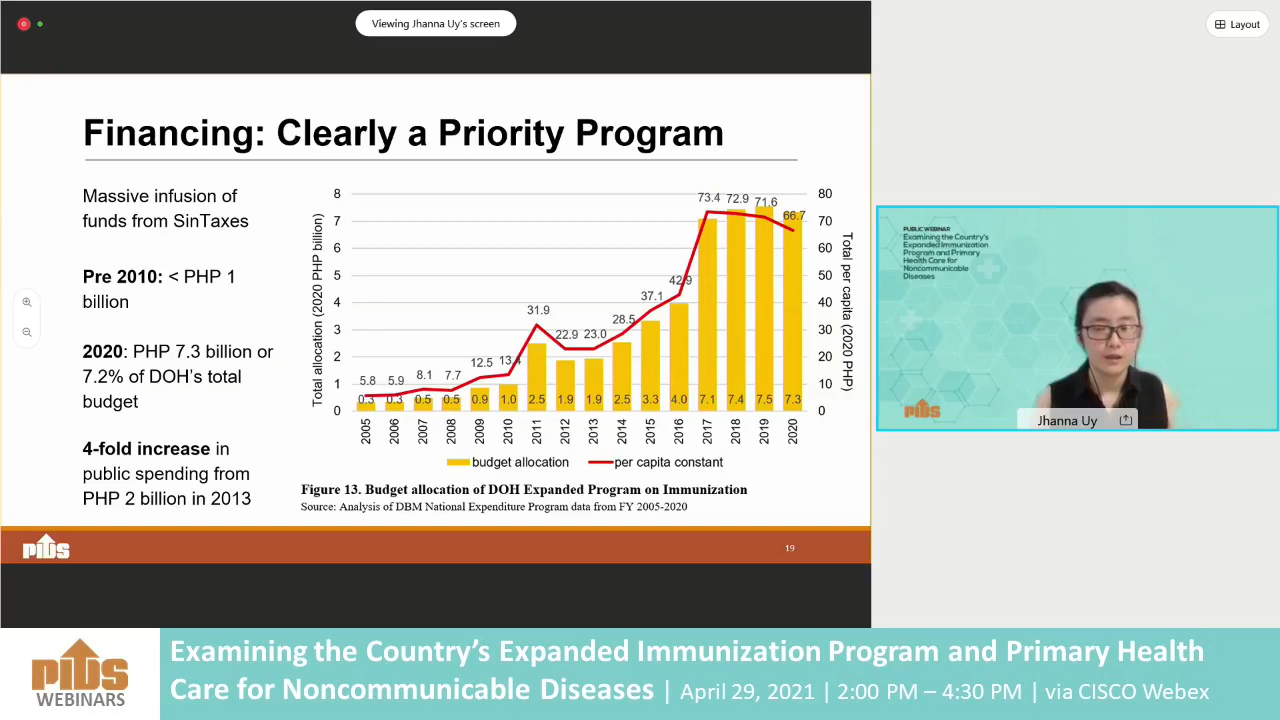 Viewing Jhanna Uy's screen
Layout
Financing: Clearly a Priority Program
Massive infusion of
funds from SinTaxes
Pre 2010: < PHP 1
billion
2020: PHP 7.3 billion or
7.2% of DOH's total
budget
4-fold increase in
public spending from
PHP 2 billion in 2013
Total allocation (2020 PHP billion)
8
7
6
5
4
3
2
1
0
5.8 5.9 8.1 7.7 12.5 13.4 31.9 22.9 23.0 28.5 37.1 42.9 73.4 72.9 71.6 66.7
0.3 0.3 0.5 0.5 0.9 1.0 2.5 1.9 1.9 2.5 3.3 4.0 7.1 7.4 7.5 7.3
2005 2006 2007 2008 2009 2010 2011 2012 2013 2014 2015 2016 2017 2018 2019 2020
80
70
60
50
40
30
20
10
0
Total per capita (2020 PHP)
budget allocation per capita constant
Figure 13. Budget allocation of DOH Expanded Program on Immunization
Source: Analysis of DBM National Expenditure Program data from FY 2005-2020
PIDS
19
PUBLIC WEBINAR
Examining the Country's
Expanded Immunization
Program and Primary
Health Care for
Noncommunicable
Diseases
PIDS
Jhanna Uy
PIDS
WEBINARS
Examining the Country's Expanded Immunization Program and Primary Health
Care for Noncommunicable Diseases | April 29, 2021 | 2:00 PM – 4:30 PM | via CISCO Webex